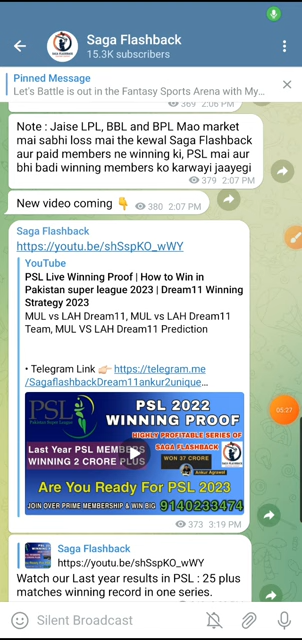 Saga Flashback
15.3K subscribers
Pinned Message
Let's Battle is out in the Fantasy Sports Arena with My...
369 2:06 PM
Note : Jaise LPL, BBL and BPL Mao market
mai sabhi loss mai the kewal Saga Flashback
aur paid members ne winning ki, PSL mai aur
bhi badi winning members ko karwayi jaayegi
379 2:07 PM
New video coming 👇 380 2:07 PM
Saga Flashback
https://youtu.be/shSspKO_wWY
YouTube
PSL Live Winning Proof | How to Win in
Pakistan super league 2023 | Dream11 Winning
Strategy 2023
MUL vs LAH Dream11, MUL vs LAH Dream11
Team, MUL VS LAH Dream11 Prediction
• Telegram Link 👉🏻 https://telegram.me
/SagaflashbackDream11ankur2unique...
PSL
PSL 2022
WINNING PROOF
HIGHLY PROFITABLE SERIES OF
SAGA FLASHBACK
Last Year PSL MEMBERS
WINNING 2 CRORE PLUS
WON 37 CRORE
Ankur Agrawal
Are You Ready For PSL 2023
JOIN OVER PRIME MEMBERSHIP & WIN BIG 9140233474
373 3:19 PM
05:27
Saga Flashback
https://youtu.be/shSspKO_wWY
Watch our Last year results in PSL : 25 plus
matches winning record in one series.
Silent Broadcast